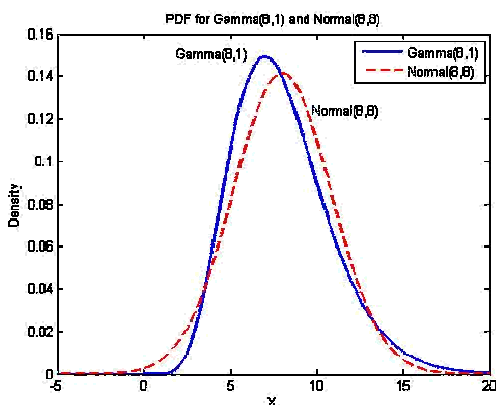 PDF for Gamma(8,1) and Normal(8,8)
0.16
0.14
0.12
0.1
0.08
0.06
0.04
0.02
0
Density
Gamma(8,1)
Normal(8,8)
Gamma(8,1)
Normal(8,8)
-5
0
5
10
15
20
X